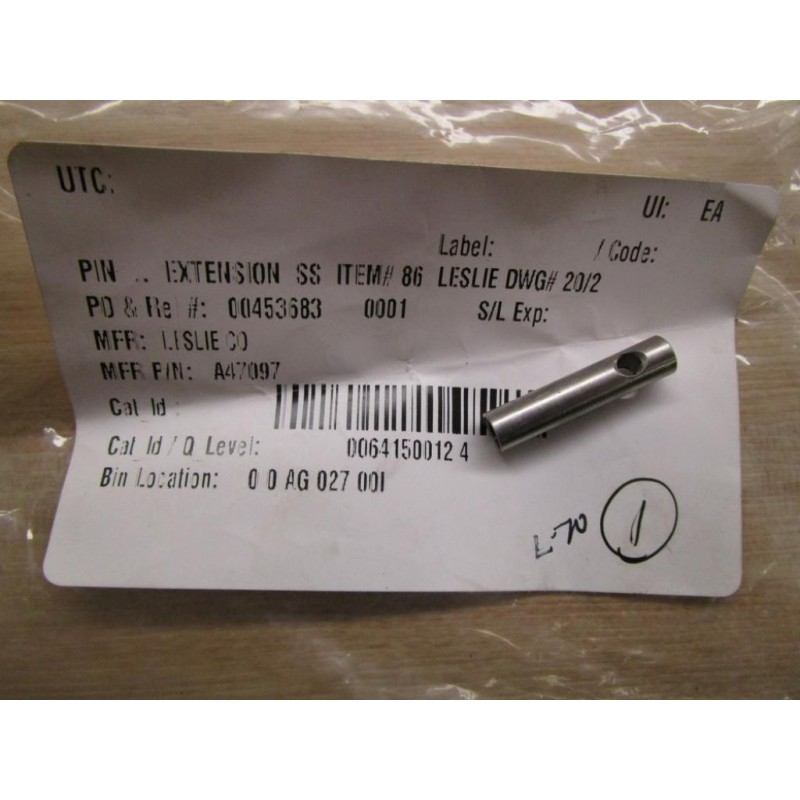 UTC:
UI: EA
Label: / Code:
PIN .. EXTENSION SS ITEM# 86 LESLIE DWG# 20/2
PO & Rel #: 00453683 0001 S/L Exp:
MFR: LESLIE CO
MFR P/N: A47097
Cat Id :
Cat Id / Q Level: 0064150012 4
Bin Location: 0 0 AG 027 001
L-70 1